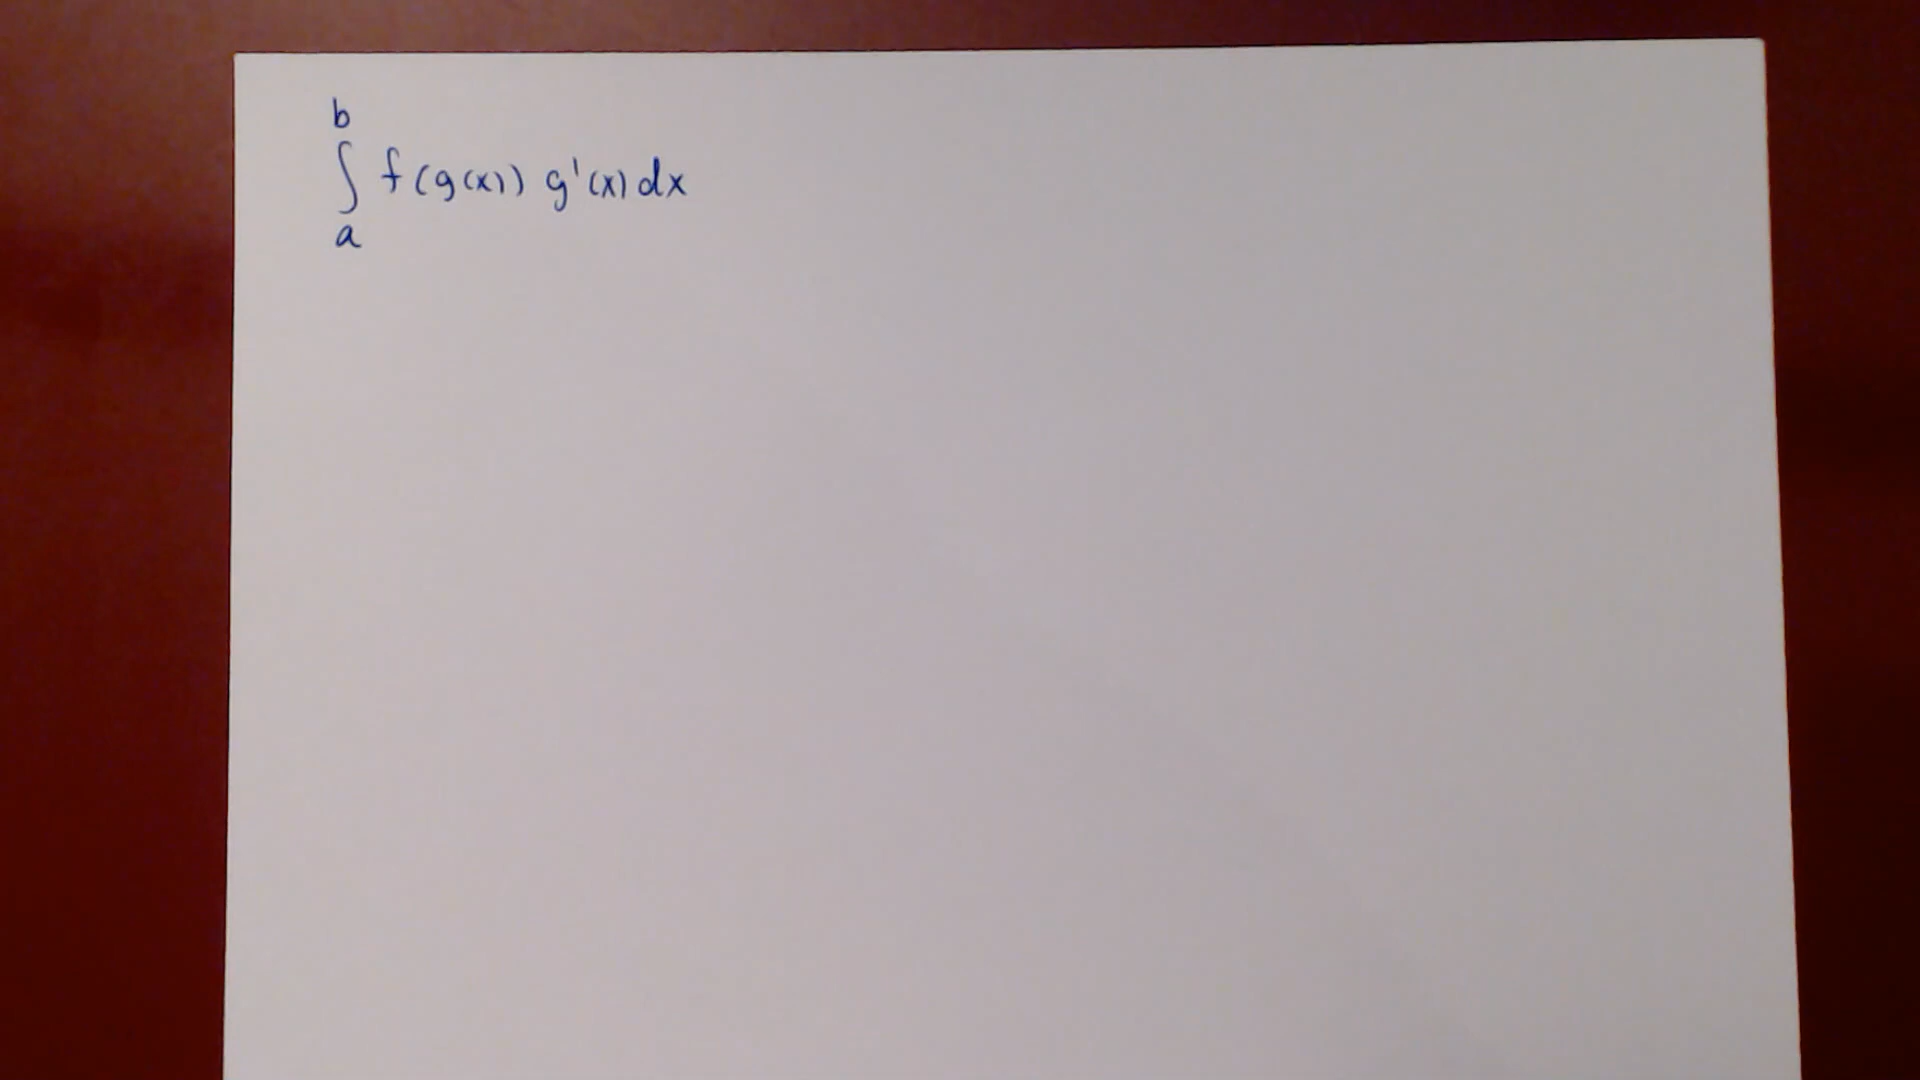 b
∫ f(g(x)) g'(x) dx
a